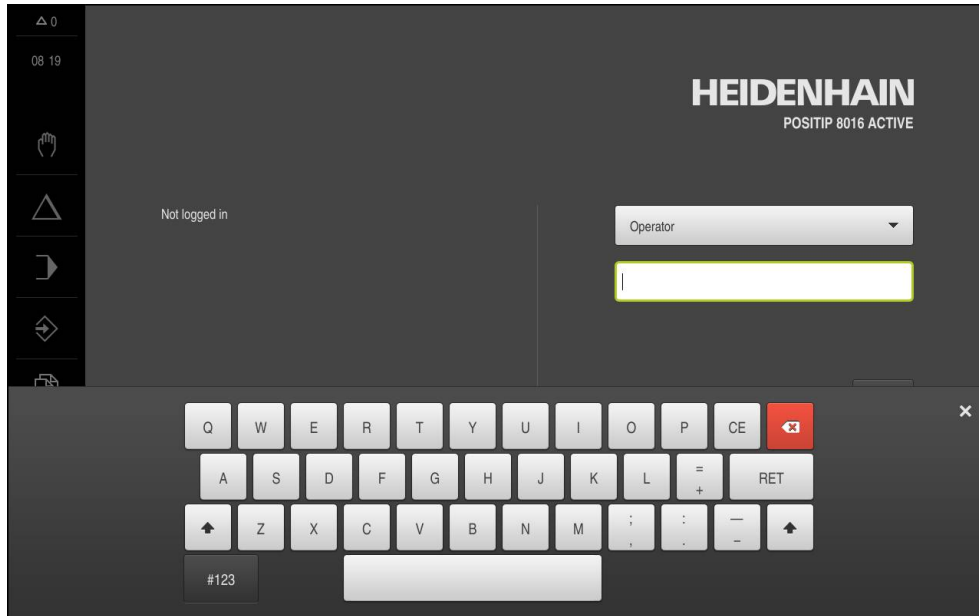 0
08 19
HEIDENHAIN
POSITIP 8016 ACTIVE
Not logged in
Operator
Q W E R T Y U I O P CE
A S D F G H J K L = + RET
Z X C V B N M ; , : . — –
#123